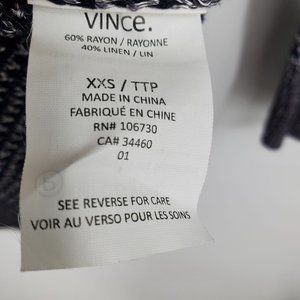 VINCE.
60% RAYON / RAYONNE
40% LINEN / LIN
XXS / TTP
MADE IN CHINA
FABRIQUÉ EN CHINE
RN# 106730
CA# 34460
01
SEE REVERSE FOR CARE
VOIR AU VERSO POUR LES SOINS